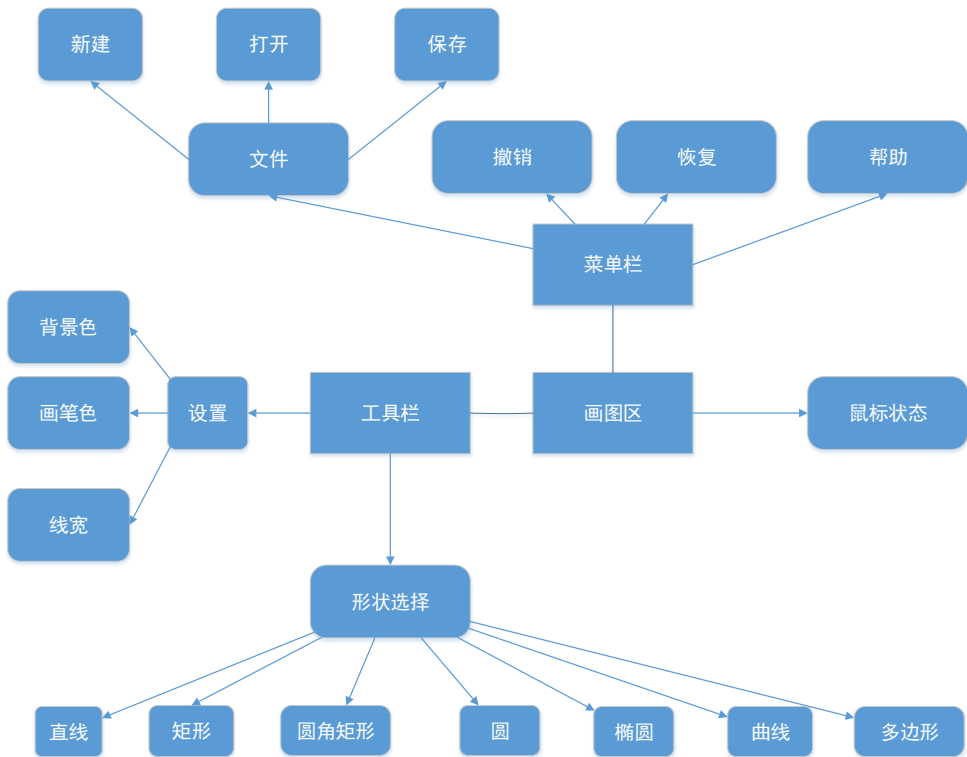 新建
打开
保存
文件
撤销
恢复
帮助
菜单栏
背景色
画笔色
设置
工具栏
画图区
鼠标状态
线宽
形状选择
直线
矩形
圆角矩形
圆
椭圆
曲线
多边形